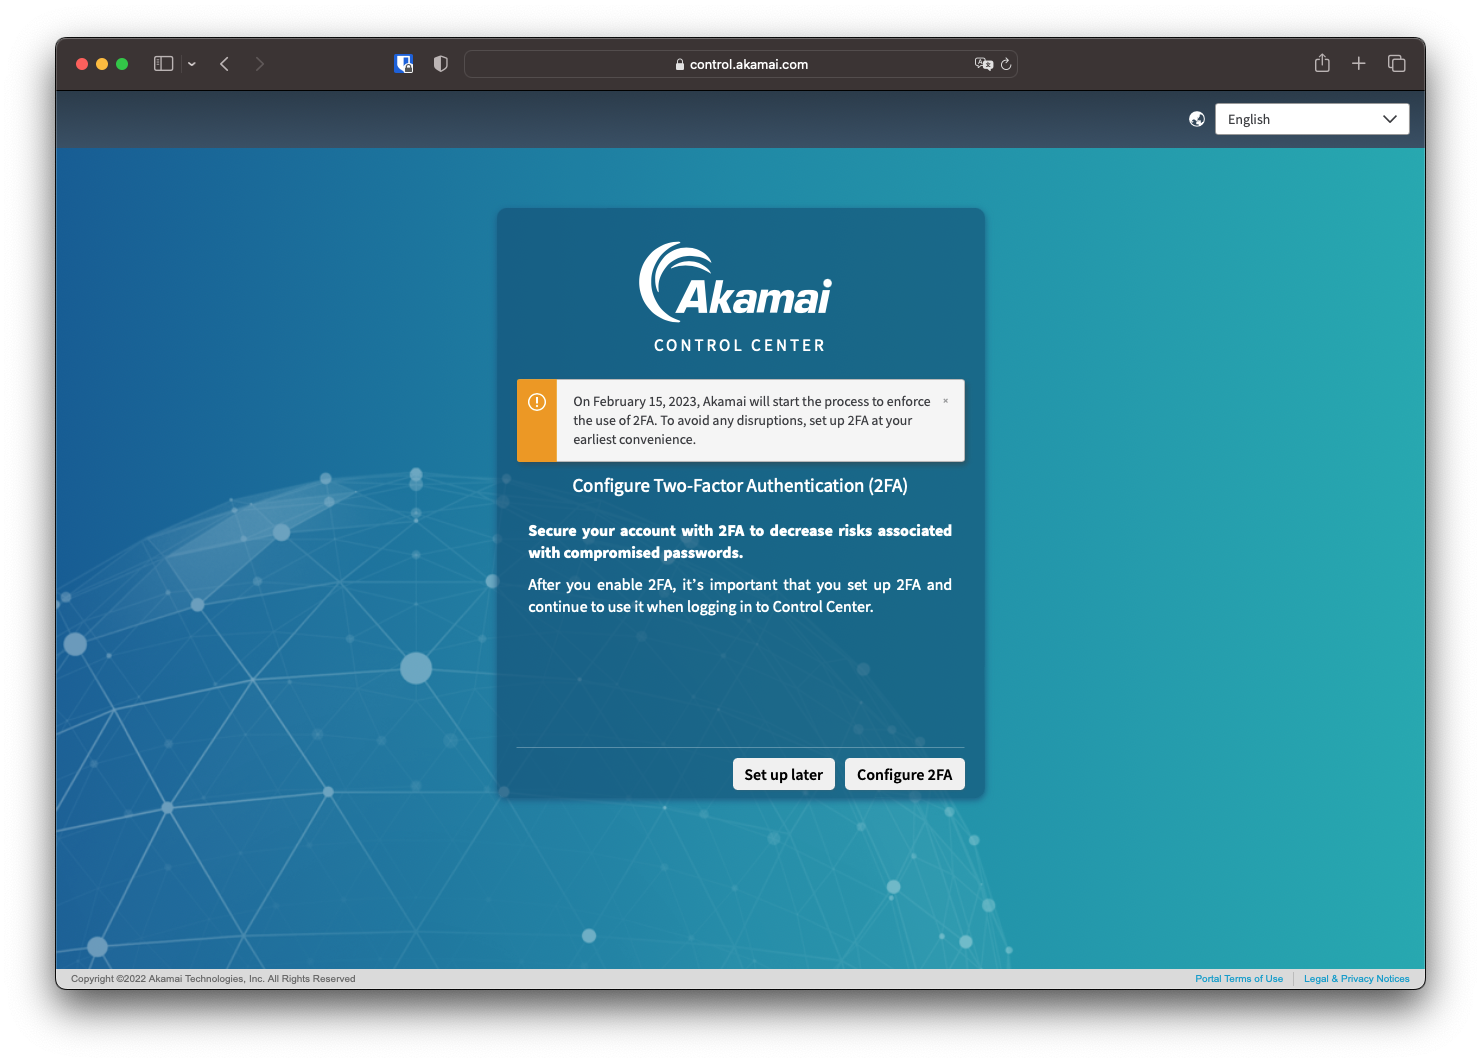 control.akamai.com
English
Akamai
CONTROL CENTER
On February 15, 2023, Akamai will start the process to enforce
the use of 2FA. To avoid any disruptions, set up 2FA at your
earliest convenience.
Configure Two-Factor Authentication (2FA)
Secure your account with 2FA to decrease risks associated
with compromised passwords.
After you enable 2FA, it's important that you set up 2FA and
continue to use it when logging in to Control Center.
Set up later
Configure 2FA
Copyright ©2022 Akamai Technologies, Inc. All Rights Reserved
Portal Terms of Use
Legal & Privacy Notices